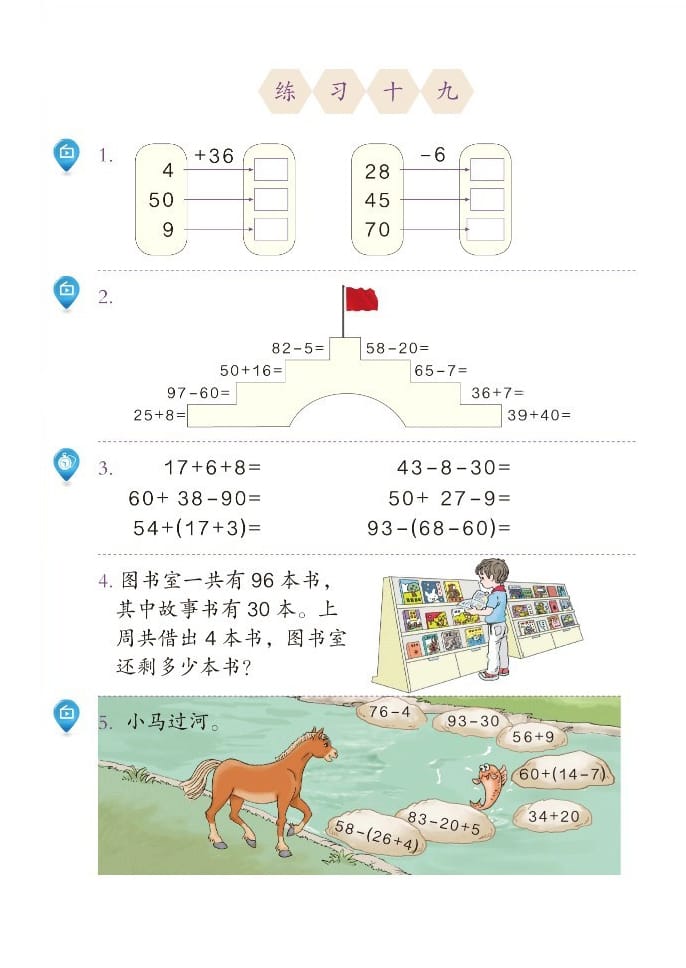 练习十九
1.
+36
4
50
9
-6
28
45
70
2.
82-5= 58-20=
50+16= 65-7=
97-60= 36+7=
25+8= 39+40=
3. 17+6+8= 43-8-30=
60+ 38-90= 50+ 27-9=
54+(17+3)= 93-(68-60)=
4. 图书室一共有 96 本书，
其中故事书有 30 本。上
周共借出 4 本书，图书室
还剩多少本书？
5. 小马过河。
76-4
93-30
56+9
60+(14-7)
34+20
83-20+5
58-(26+4)